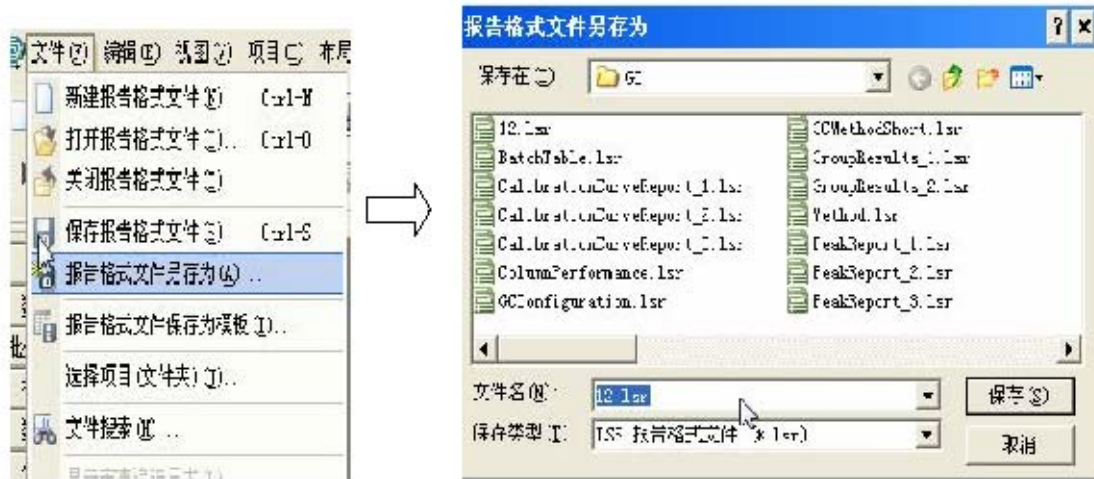 文件(F) 编辑(E) 视图(V) 项目 布局
新建报告格式文件(N) Ctrl-N
打开报告格式文件(O)... Ctrl-O
关闭报告格式文件(C)
保存报告格式文件(S) Ctrl-S
报告格式文件另存为(A)...
报告格式文件保存为模板(T)...
选择项目(文件夹)(J)...
文件搜索...
报告格式文件另存为
保存在(I)
GC
12.lsr
BatchTable.lsr
CalibrationCurveReport_1.lsr
CalibrationCurveReport_2.lsr
CalibrationCurveReport_3.lsr
ColumnPerformance.lsr
GCConfiguration.lsr
GCMethodShort.lsr
GroupResults_1.lsr
GroupResults_2.lsr
Method.lsr
PeakReport_1.lsr
PeakReport_2.lsr
PeakReport_3.lsr
文件名(N): 12.lsr 保存(S)
保存类型(T): LSR 报告格式文件 (*.lsr) 取消